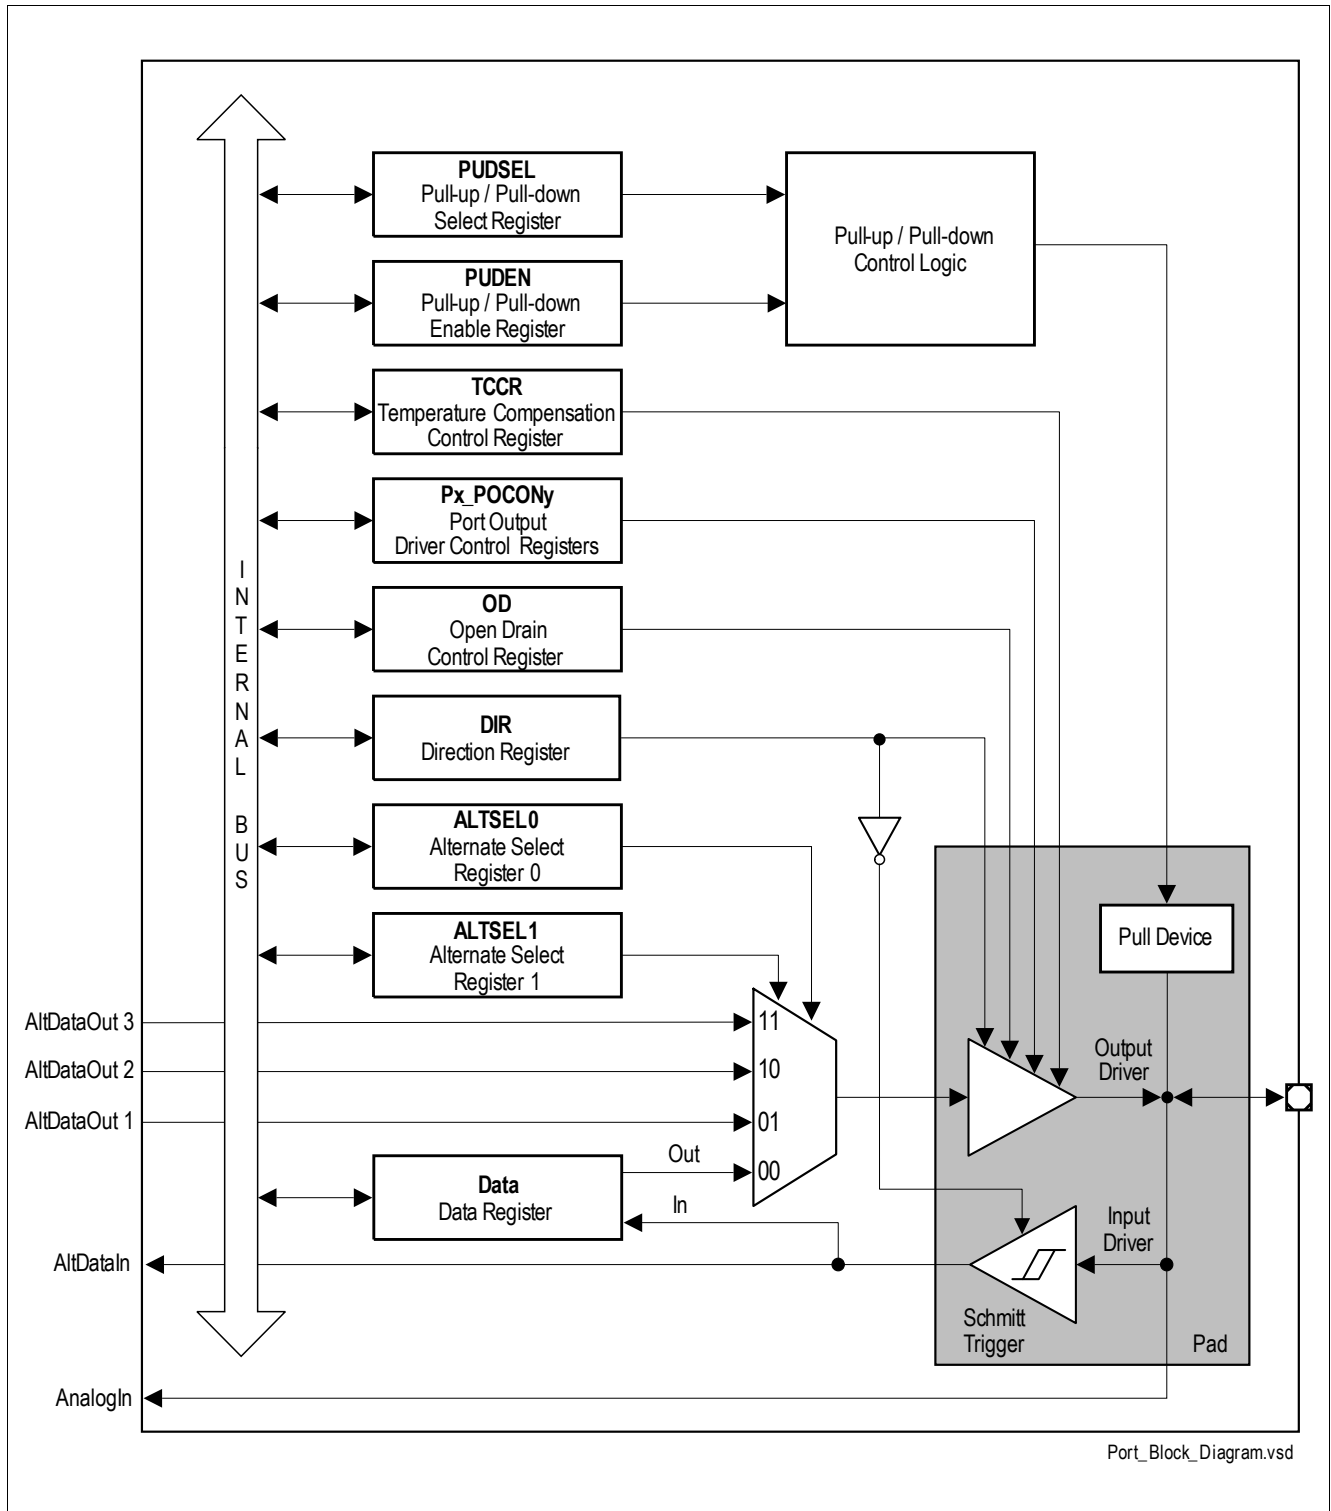 PUDSEL
Pull-up / Pull-down
Select Register
Pull-up / Pull-down
Control Logic
PUDEN
Pull-up / Pull-down
Enable Register
TCCR
Temperature Compensation
Control Register
Px_POCONy
Port Output
Driver Control Registers
INTERNAL BUS
OD
Open Drain
Control Register
DIR
Direction Register
ALTSEL0
Alternate Select
Register 0
ALTSEL1
Alternate Select
Register 1
Pull Device
AltDataOut 3
11
AltDataOut 2
10
AltDataOut 1
01
Output
Driver
Out
00
Data
Data Register
In
Input
Driver
AltDataIn
Schmitt
Trigger
Pad
AnalogIn
Port_Block_Diagram.vsd